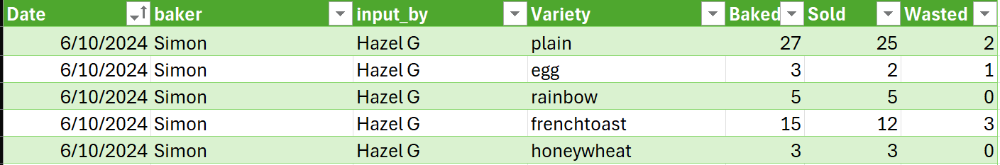 Date baker input_by Variety Baked Sold Wasted
6/10/2024 Simon Hazel G plain 27 25 2
6/10/2024 Simon Hazel G egg 3 2 1
6/10/2024 Simon Hazel G rainbow 5 5 0
6/10/2024 Simon Hazel G frenchtoast 15 12 3
6/10/2024 Simon Hazel G honeywheat 3 3 0